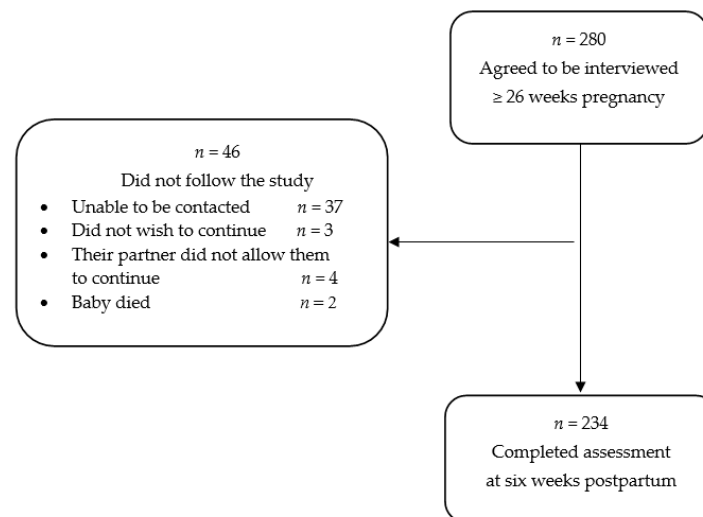 n = 280
Agreed to be interviewed
≥ 26 weeks pregnancy
n = 46
Did not follow the study
• Unable to be contacted n = 37
• Did not wish to continue n = 3
• Their partner did not allow them
to continue n = 4
• Baby died n = 2
n = 234
Completed assessment
at six weeks postpartum